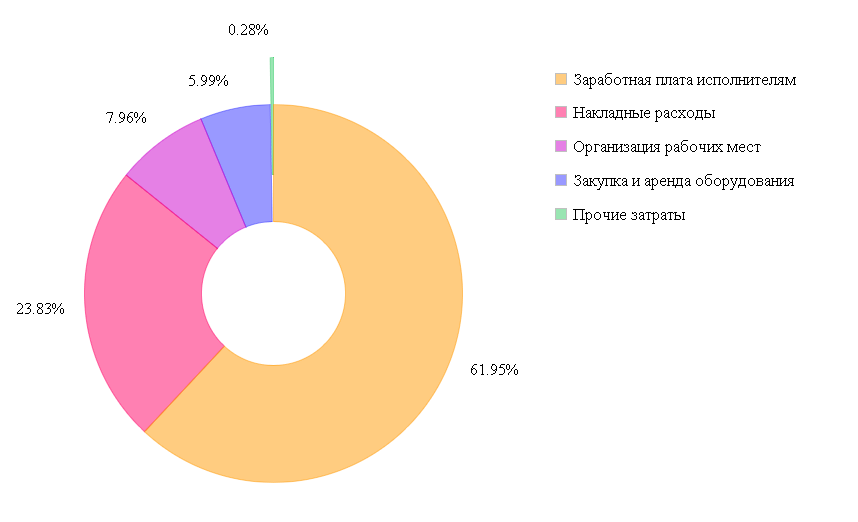 0.28%
5.99%
7.96%
23.83%
61.95%
Заработная плата исполнителям
Накладные расходы
Организация рабочих мест
Закупка и аренда оборудования
Прочие затраты